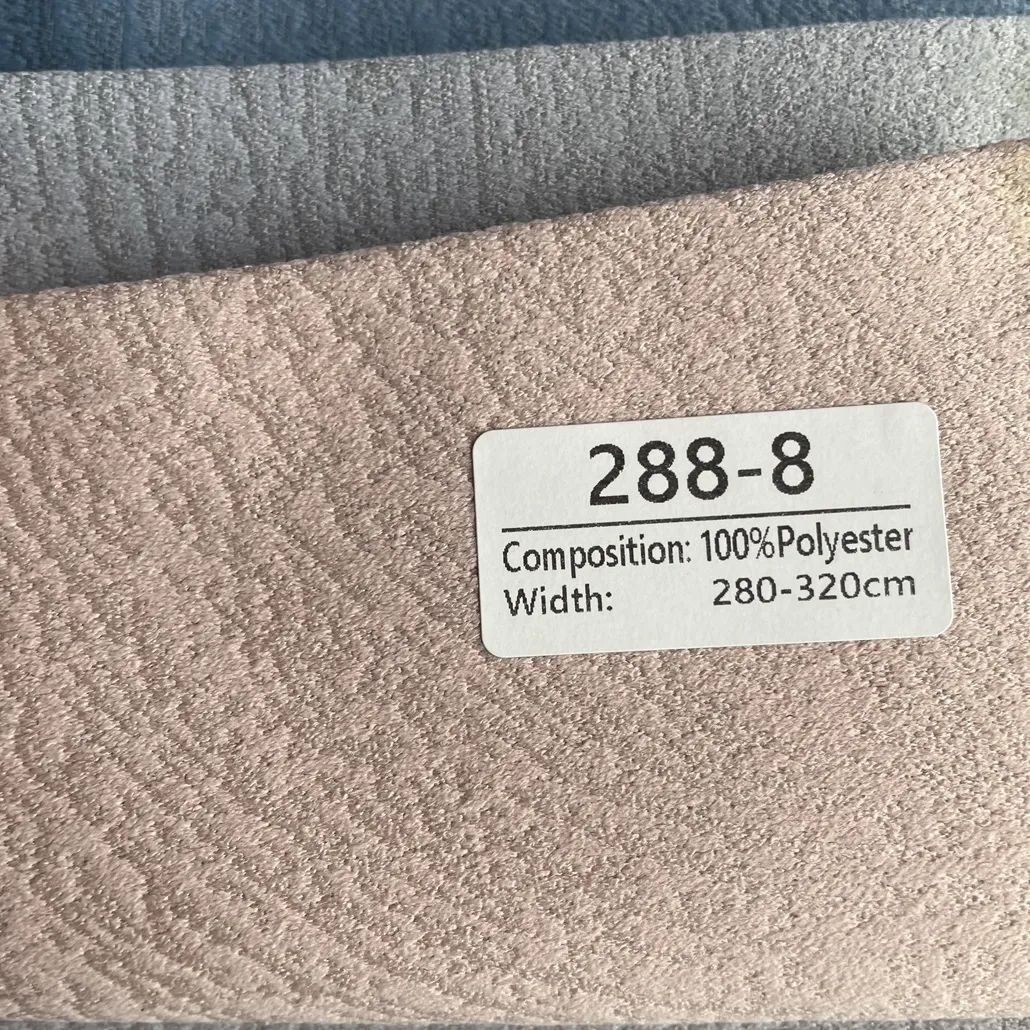 288-8
Composition: 100%Polyester
Width: 280-320cm